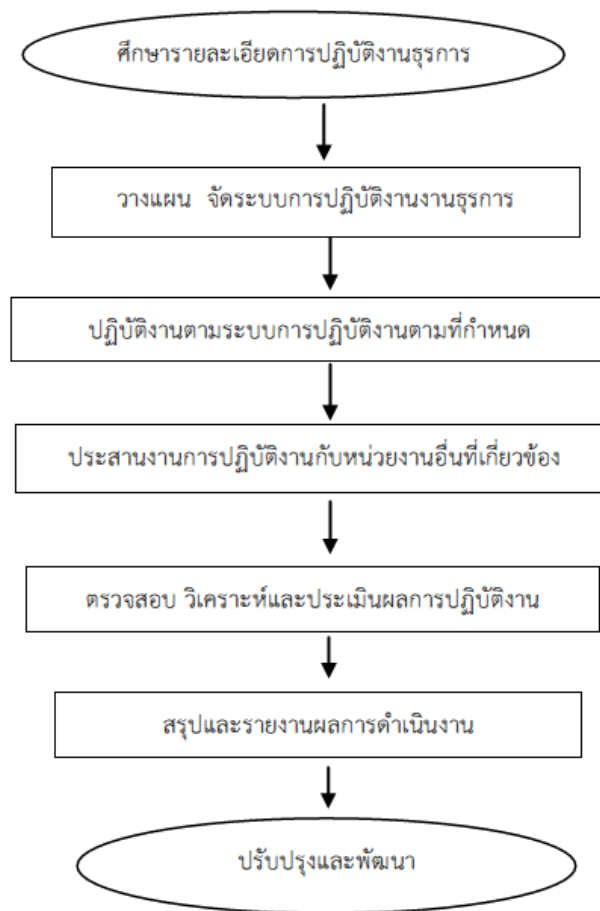 ศึกษารายละเอียดการปฏิบัติงานธุรการ
วางแผน จัดระบบการปฏิบัติงานงานธุรการ
ปฏิบัติงานตามระบบการปฏิบัติงานตามที่กำหนด
ประสานงานการปฏิบัติงานกับหน่วยงานอื่นที่เกี่ยวข้อง
ตรวจสอบ วิเคราะห์และประเมินผลการปฏิบัติงาน
สรุปและรายงานผลการดำเนินงาน
ปรับปรุงและพัฒนา